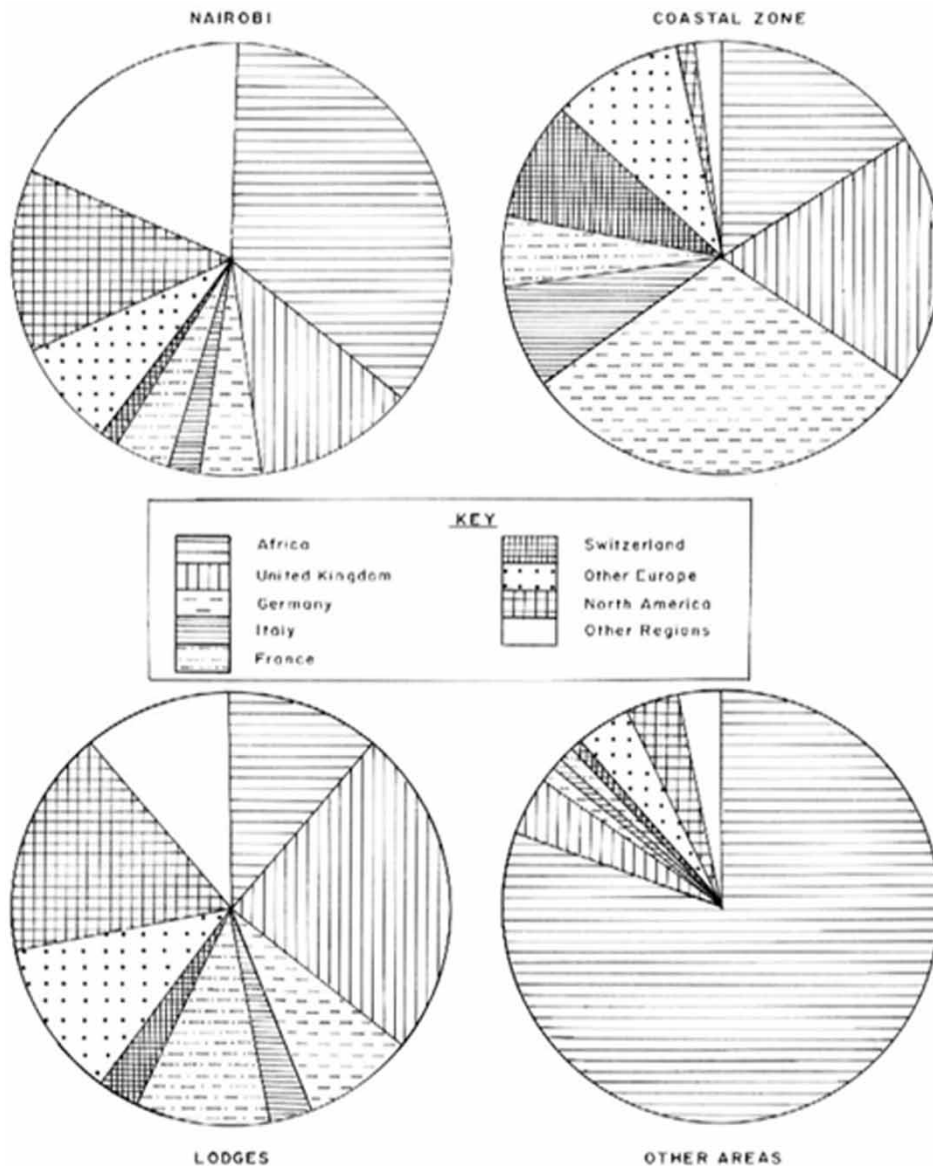 NAIROBI
COASTAL ZONE
KEY
Africa
United Kingdom
Germany
Italy
France
Switzerland
Other Europe
North America
Other Regions
LODGES
OTHER AREAS